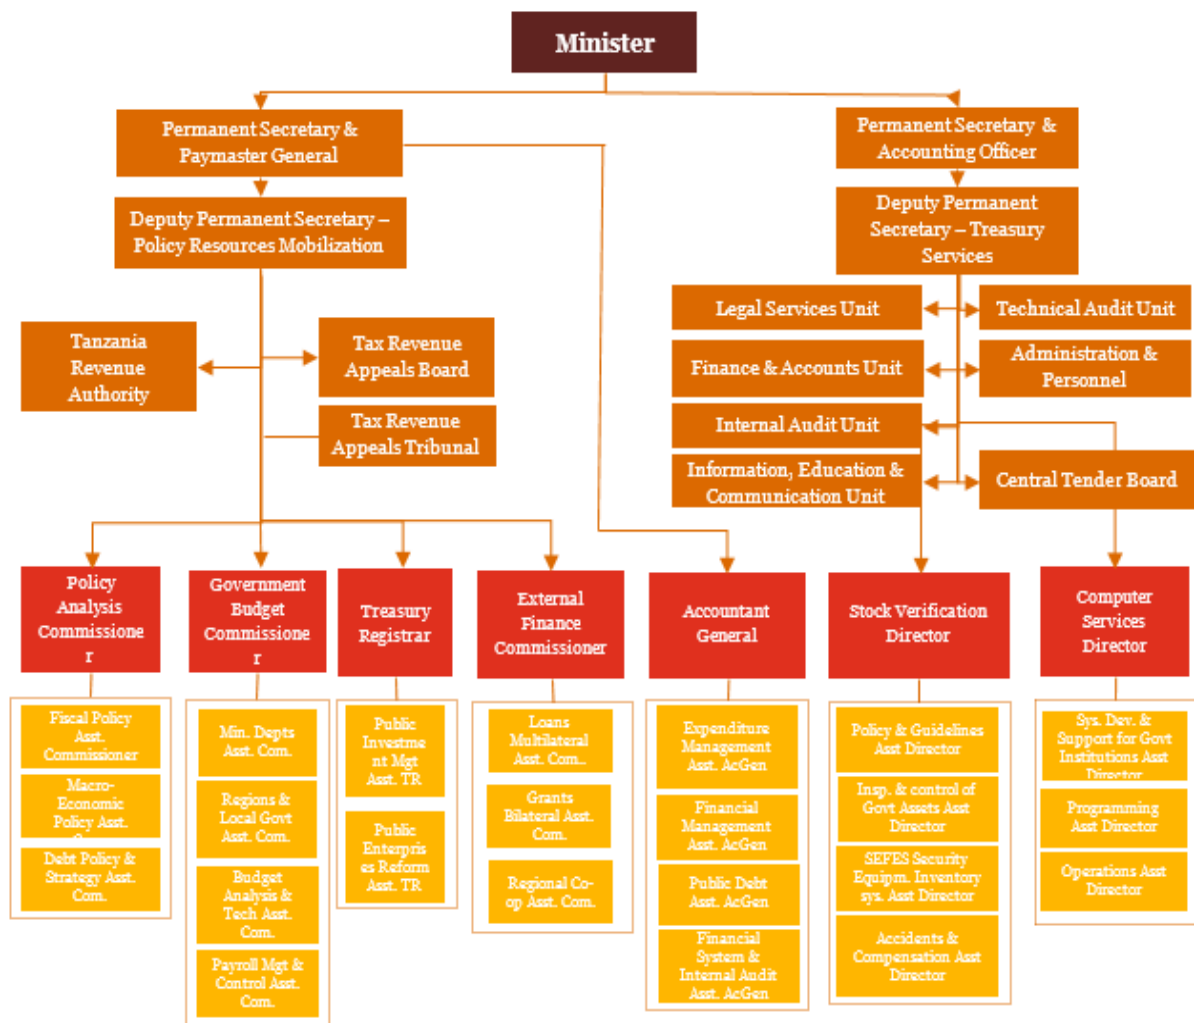 Minister
Permanent Secretary &
Paymaster General
Permanent Secretary &
Accounting Officer
Deputy Permanent Secretary –
Policy Resources Mobilization
Deputy Permanent
Secretary – Treasury
Services
Tanzania
Revenue
Authority
Tax Revenue
Appeals Board
Tax Revenue
Appeals Tribunal
Legal Services Unit
Technical Audit Unit
Finance & Accounts Unit
Administration &
Personnel
Internal Audit Unit
Information, Education &
Communication Unit
Central Tender Board
Policy
Analysis
Commissione
r
Government
Budget
Commissione
r
Treasury
Registrar
External
Finance
Commissioner
Accountant
General
Stock Verification
Director
Computer
Services
Director
Fiscal Policy
Asst.
Commissioner
Macro-
Economic
Policy Asst.
Debt Policy &
Strategy Asst.
Com.
Min. Depts
Asst. Com.
Regions &
Local Govt
Asst. Com.
Budget
Analysis &
Tech Asst.
Com.
Payroll Mgt &
Control Asst.
Com.
Public
Investme
nt Mgt
Asst. TR
Public
Enterpris
es Reform
Asst. TR
Loans
Multilateral
Asst. Com..
Grants
Bilateral Asst.
Com.
Regional Co-
op Asst. Com.
Expenditure
Management
Asst. AcGen
Financial
Management
Asst. AcGen
Public Debt
Asst. AcGen
Financial
System &
Internal Audit
Asst. AcGen
Policy & Guidelines
Asst Director
Insp. & control of
Govt Assets Asst
Director
SEFES Security
Equipm. Inventory
sys. Asst Director
Accidents &
Compensation Asst
Director
Sys. Dev. &
Support for Govt
Institutions Asst
Director
Programming
Asst Director
Operations Asst
Director